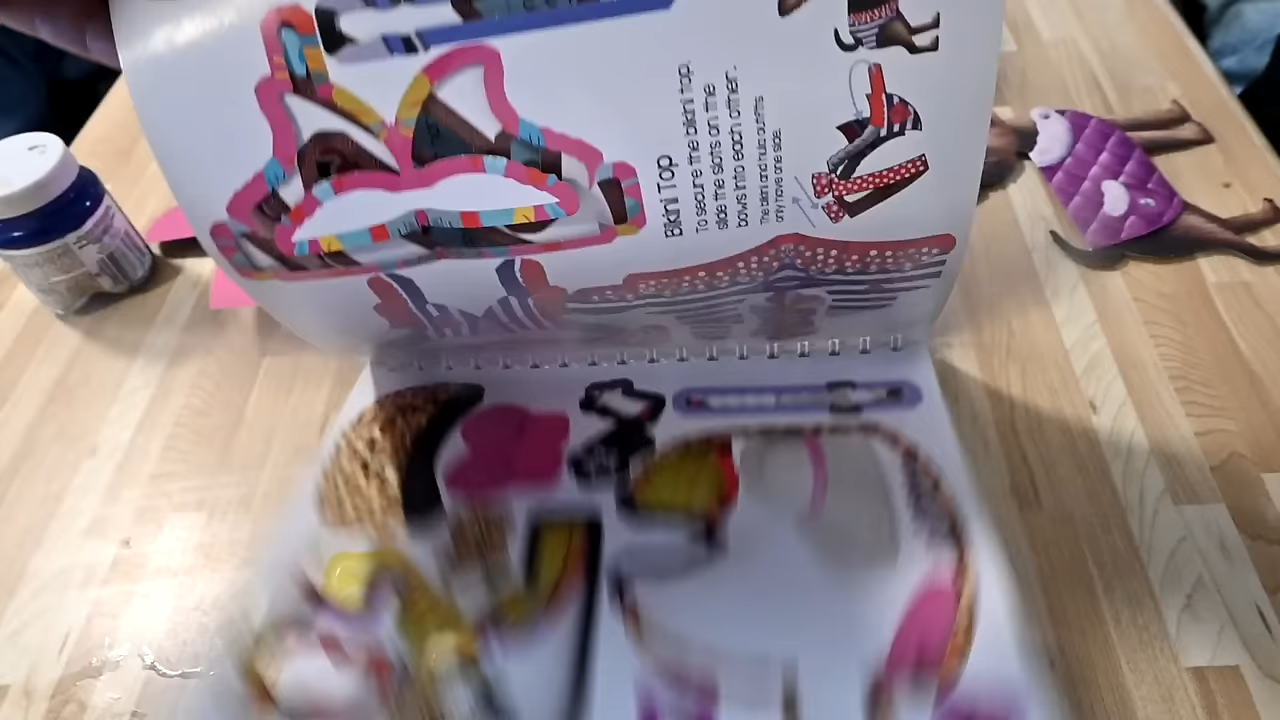 Bikini Top
To secure the bikini top,
slide the slots on the
bows into each other.
The bikini and hula outfits
only have one side.